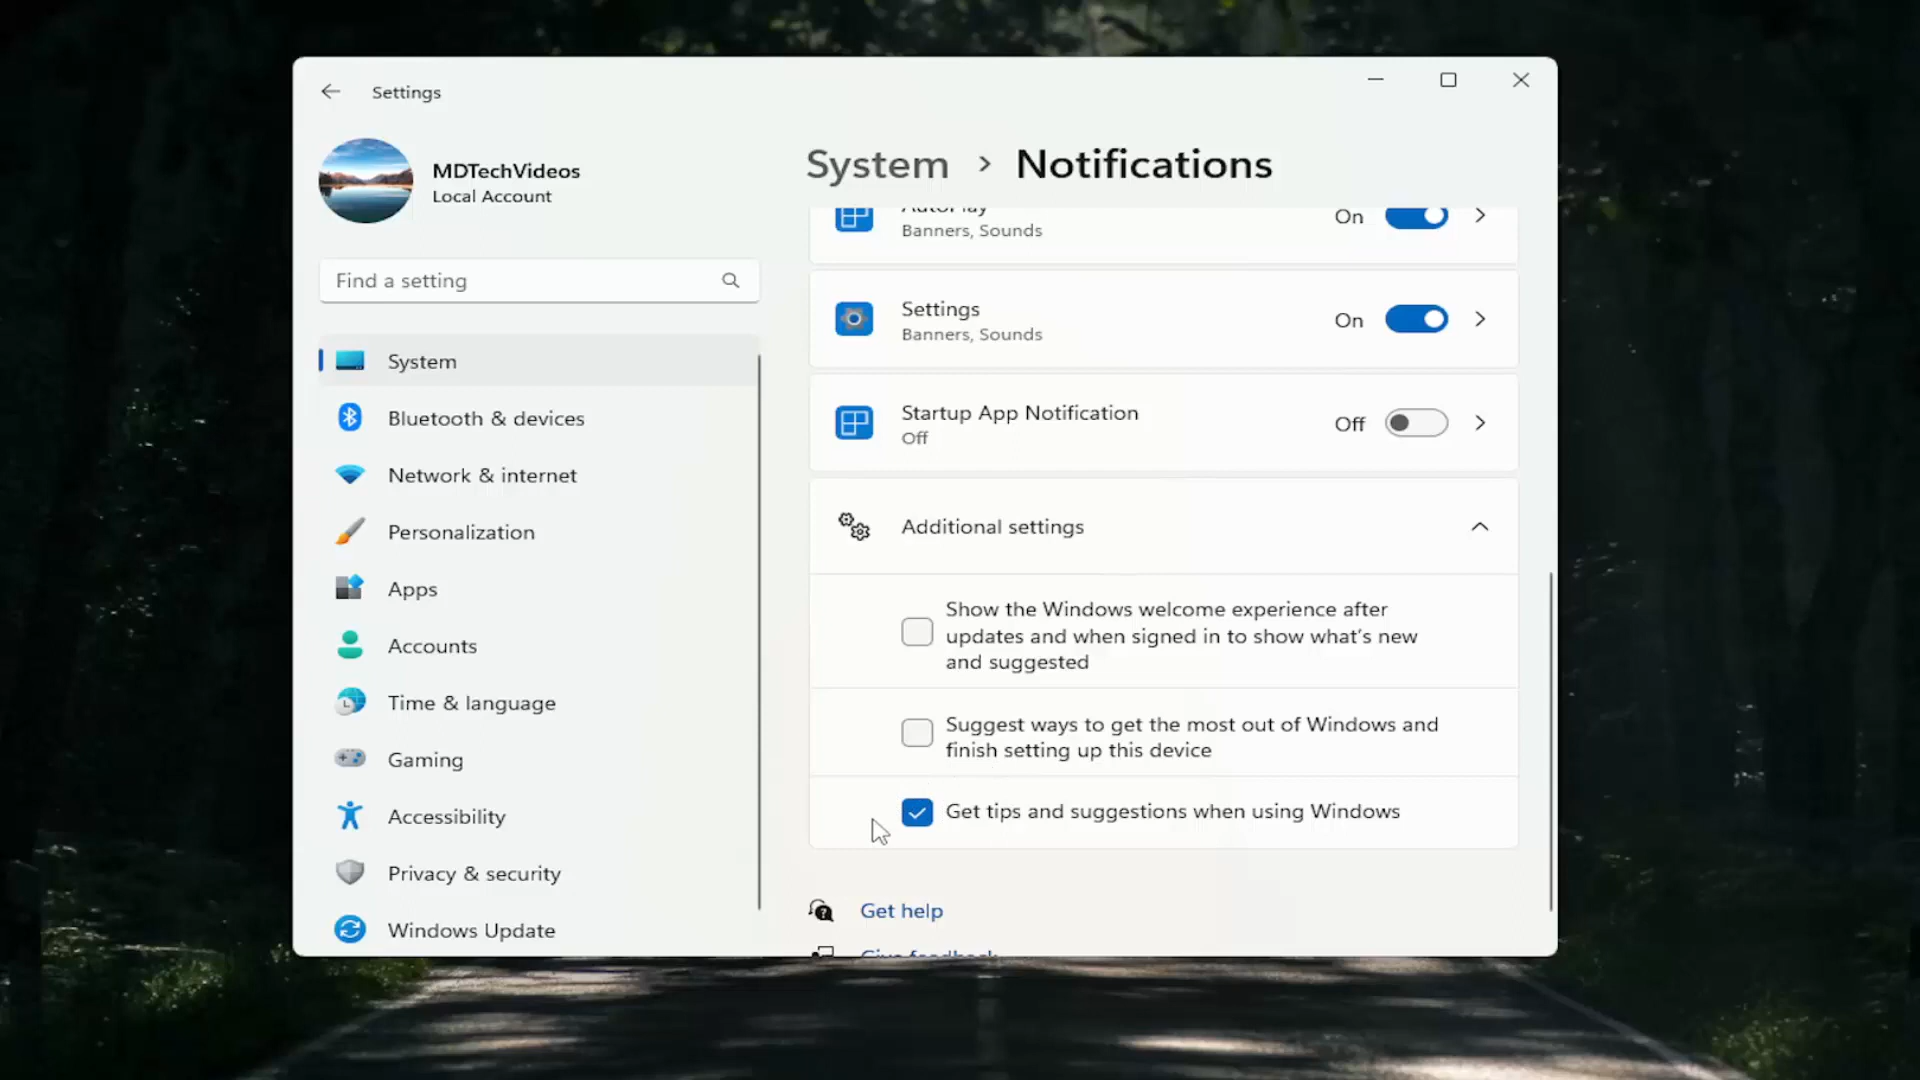 Settings
MDTechVideos
Local Account
Find a setting
System
Bluetooth & devices
Network & internet
Personalization
Apps
Accounts
Time & language
Gaming
Accessibility
Privacy & security
Windows Update
System > Notifications
AutoPlay
Banners, Sounds
On
Settings
Banners, Sounds
On
Startup App Notification
Off
Off
Additional settings
Show the Windows welcome experience after
updates and when signed in to show what's new
and suggested
Suggest ways to get the most out of Windows and
finish setting up this device
Get tips and suggestions when using Windows
Get help
Give feedback